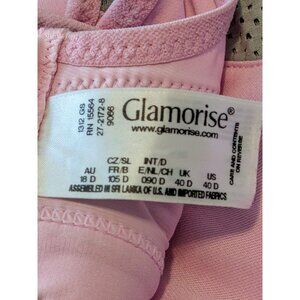 1312 GS
RN 15564
27-2172-8
9066
Glamorise®
www.glamorise.com
CZ/SL INT/D
AU FR/B E/NL/CH UK US
18 D 105 D 090 D 40 D 40 D
ASSEMBLED IN SRI LANKA OF U.S. AND IMPORTED FABRICS
CARE AND CONTENTS
ON REVERSE